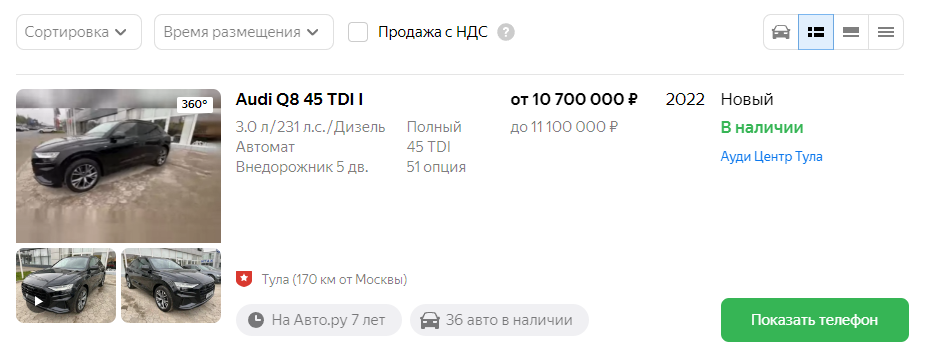 Сортировка
Время размещения
Продажа с НДС
?
360°
Audi Q8 45 TDI I
от 10 700 000 ₽
2022
Новый
3.0 л/231 л.с./Дизель
Полный
до 11 100 000 ₽
В наличии
Автомат
45 TDI
Внедорожник 5 дв.
51 опция
Ауди Центр Тула
Тула (170 км от Москвы)
На Авто.ру 7 лет
36 авто в наличии
Показать телефон